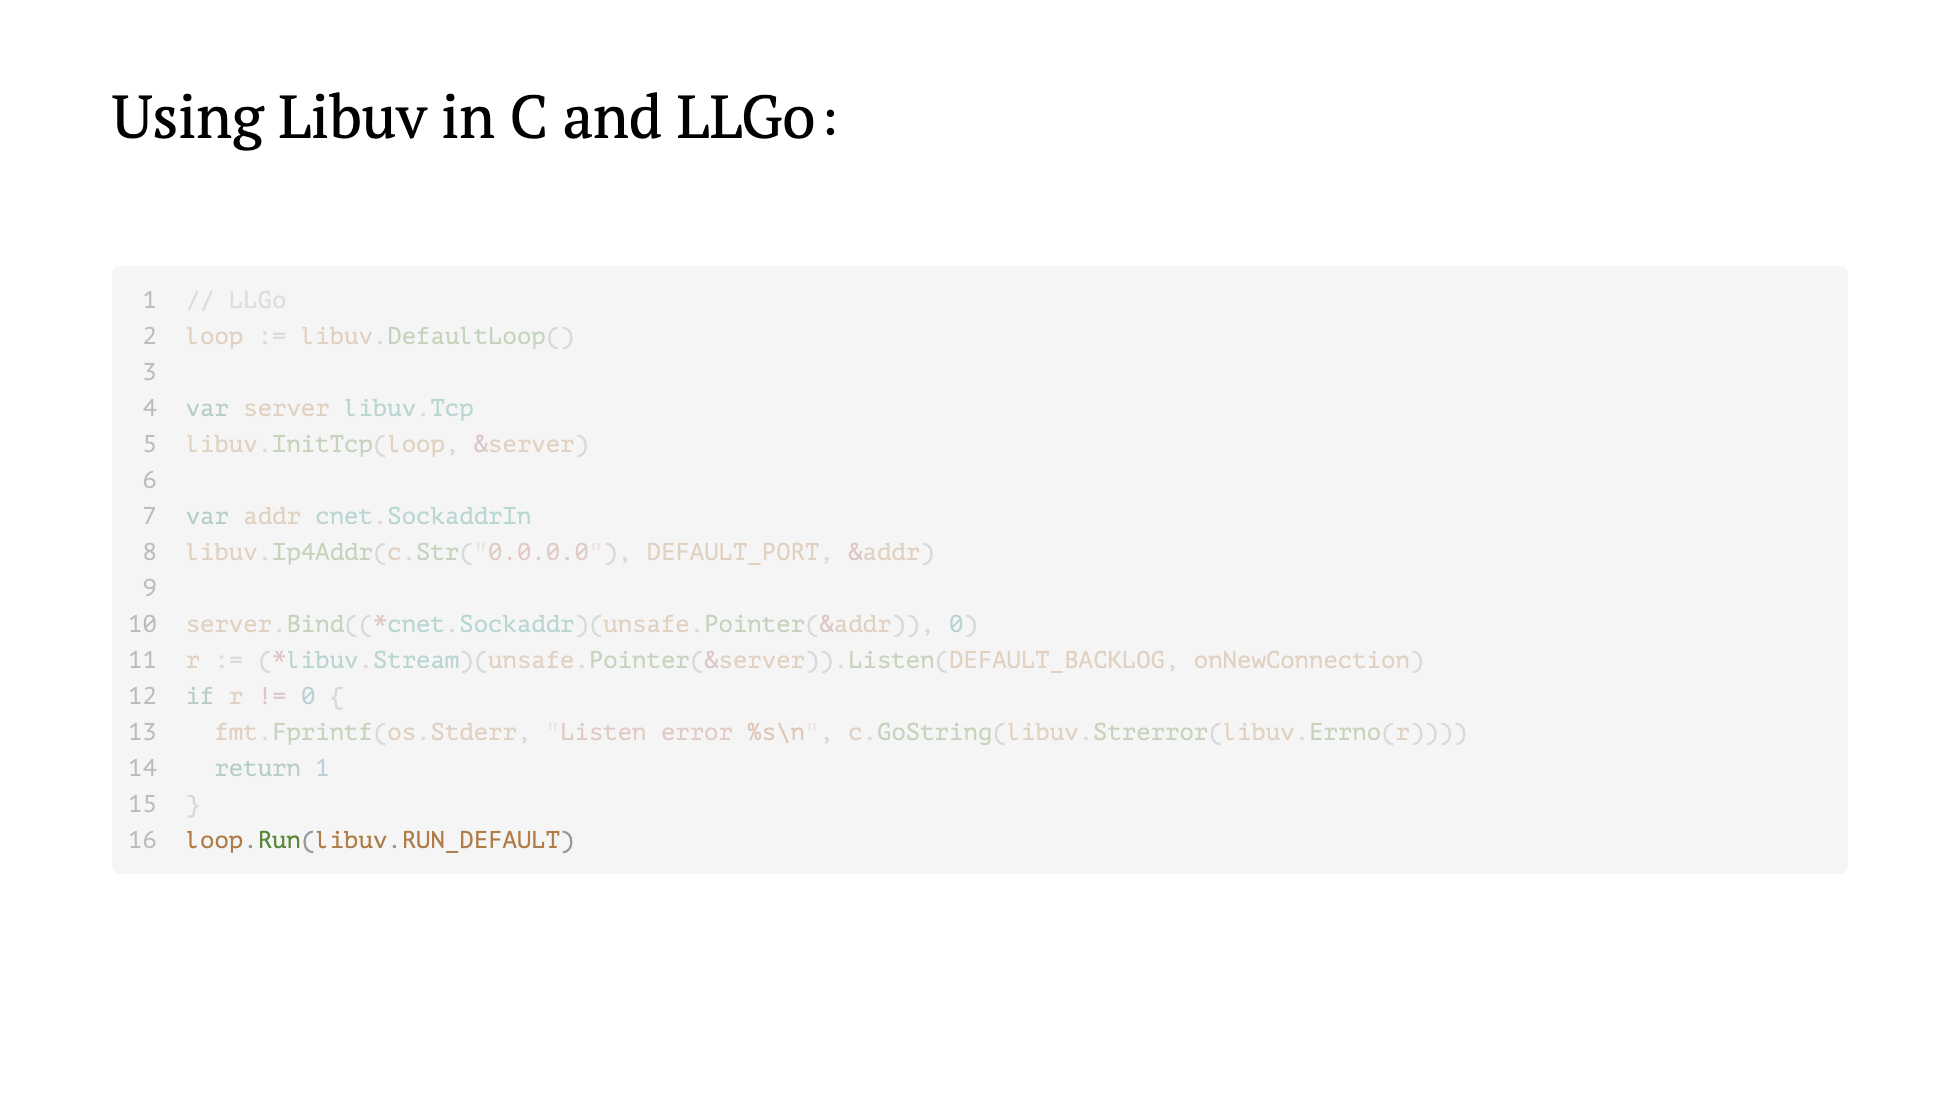 Using Libuv in C and LLGo:
1 // LLGo
2 loop := libuv.DefaultLoop()
3
4 var server libuv.Tcp
5 libuv.InitTcp(loop, &server)
6
7 var addr cnet.SockaddrIn
8 libuv.Ip4Addr(c.Str("0.0.0.0"), DEFAULT_PORT, &addr)
9
10 server.Bind((*cnet.Sockaddr)(unsafe.Pointer(&addr)), 0)
11 r := (*libuv.Stream)(unsafe.Pointer(&server)).Listen(DEFAULT_BACKLOG, onNewConnection)
12 if r != 0 {
13   fmt.Fprintf(os.Stderr, "Listen error %s\n", c.GoString(libuv.Strerror(libuv.Errno(r))))
14   return 1
15 }
16 loop.Run(libuv.RUN_DEFAULT)